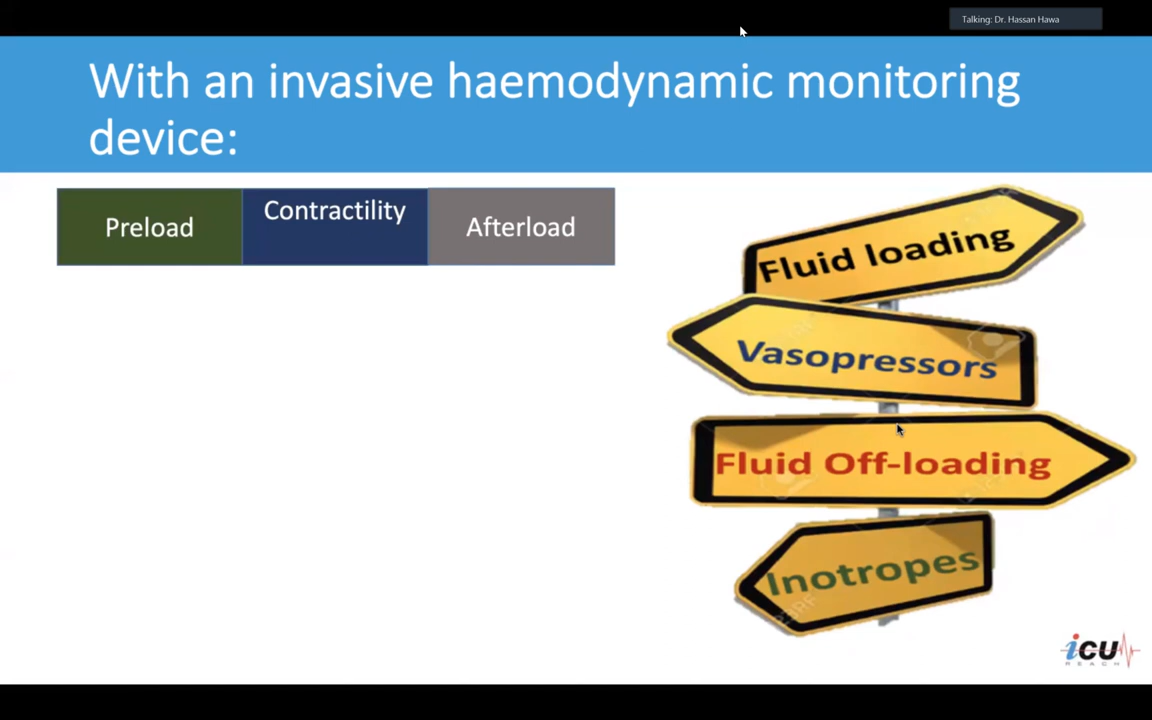 Talking: Dr. Hassan Hawa
With an invasive haemodynamic monitoring
device:
Preload
Contractility
Afterload
Fluid loading
Vasopressors
Fluid Off-loading
Inotropes
icu
REACH